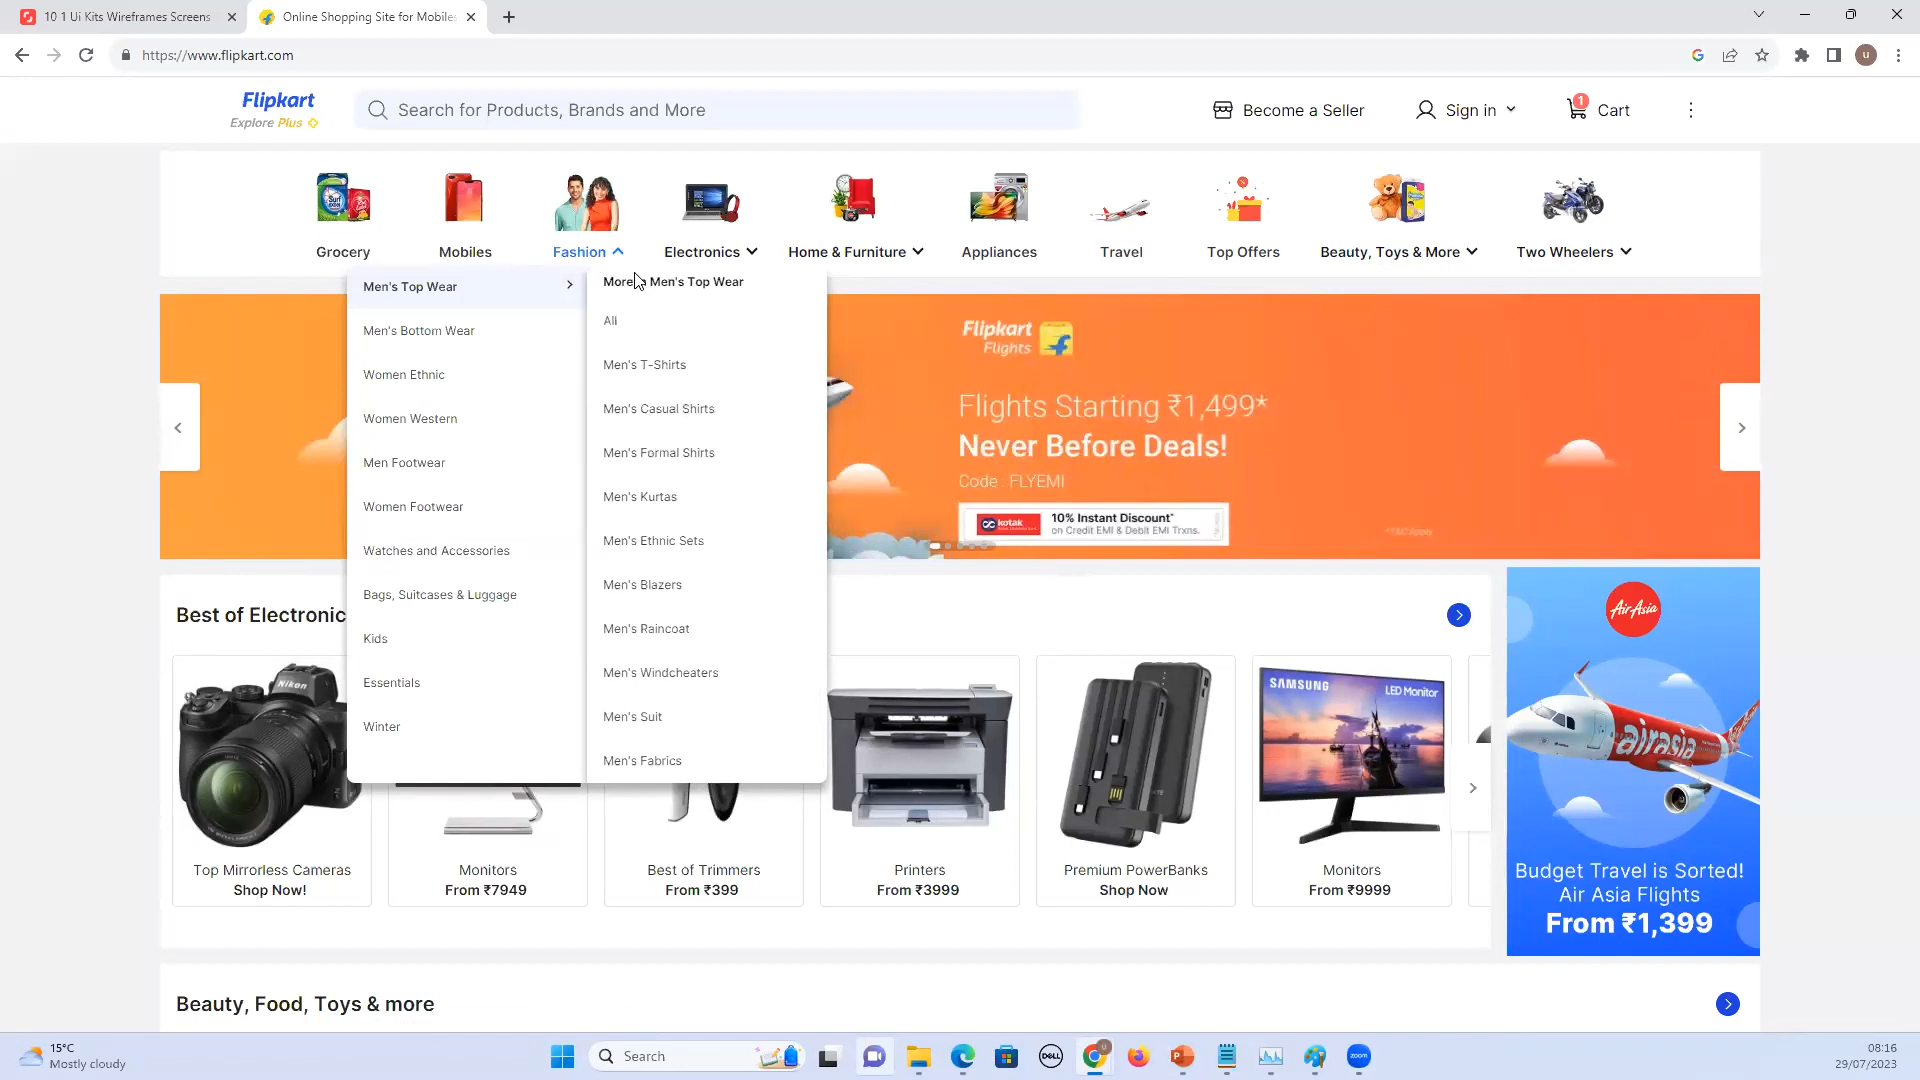 10 1 Ui Kits Wireframes Screens
Online Shopping Site for Mobiles
https://www.flipkart.com
u
Flipkart
Explore Plus
Search for Products, Brands and More
Become a Seller
Sign in
1
Cart
Grocery
Mobiles
Fashion
Electronics
Home & Furniture
Appliances
Travel
Top Offers
Beauty, Toys & More
Two Wheelers
Men's Top Wear
Men's Bottom Wear
Women Ethnic
Women Western
Men Footwear
Women Footwear
Watches and Accessories
Bags, Suitcases & Luggage
Kids
Essentials
Winter
More Men's Top Wear
All
Men's T-Shirts
Men's Casual Shirts
Men's Formal Shirts
Men's Kurtas
Men's Ethnic Sets
Men's Blazers
Men's Raincoat
Men's Windcheaters
Men's Suit
Men's Fabrics
Flipkart
Flights
Flights Starting ₹1,499*
Never Before Deals!
Code : FLYEMI
kotak
10% Instant Discount*
on Credit EMI & Debit EMI Trxns.
*T&C Apply
Best of Electronic
Nikon
SAMSUNG
LED Monitor
Top Mirrorless Cameras
Shop Now!
Monitors
From ₹7949
Best of Trimmers
From ₹399
Printers
From ₹3999
Premium PowerBanks
Shop Now
Monitors
From ₹9999
AirAsia
airasia
Budget Travel is Sorted!
Air Asia Flights
From ₹1,399
Beauty, Food, Toys & more
15°C
Mostly cloudy
Search
DELL
zoom
08:16
29/07/2023